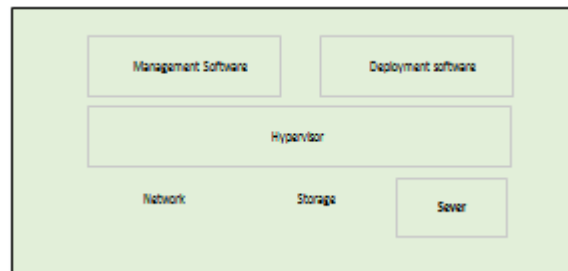 Management Software
Deployment software
Hypervisor
Network
Storage
Sever